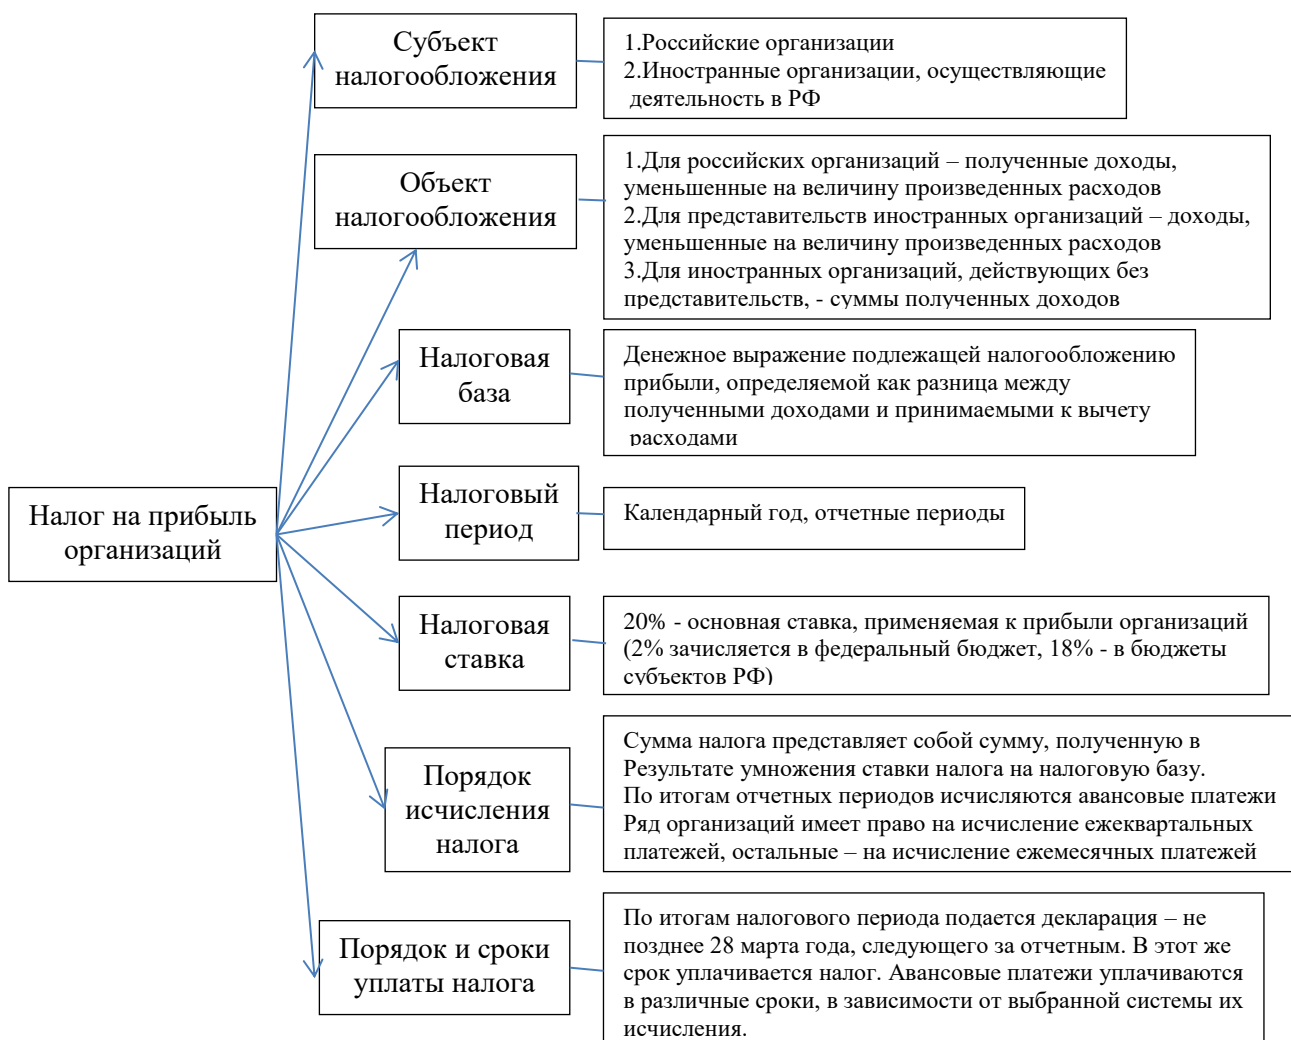 Субъект
налогообложения
1.Российские организации
2.Иностранные организации, осуществляющие
деятельность в РФ
Объект
налогообложения
1.Для российских организаций – полученные доходы,
уменьшенные на величину произведенных расходов
2.Для представительств иностранных организаций – доходы,
уменьшенные на величину произведенных расходов
3.Для иностранных организаций, действующих без
представительств, - суммы полученных доходов
Налоговая
база
Денежное выражение подлежащей налогообложению
прибыли, определяемой как разница между
полученными доходами и принимаемыми к вычету
расходами
Налог на прибыль
организаций
Налоговый
период
Календарный год, отчетные периоды
Налоговая
ставка
20% - основная ставка, применяемая к прибыли организаций
(2% зачисляется в федеральный бюджет, 18% - в бюджеты
субъектов РФ)
Порядок
исчисления
налога
Сумма налога представляет собой сумму, полученную в
Результате умножения ставки налога на налоговую базу.
По итогам отчетных периодов исчисляются авансовые платежи
Ряд организаций имеет право на исчисление ежеквартальных
платежей, остальные – на исчисление ежемесячных платежей
Порядок и сроки
уплаты налога
По итогам налогового периода подается декларация – не
позднее 28 марта года, следующего за отчетным. В этот же
срок уплачивается налог. Авансовые платежи уплачиваются
в различные сроки, в зависимости от выбранной системы их
исчисления.